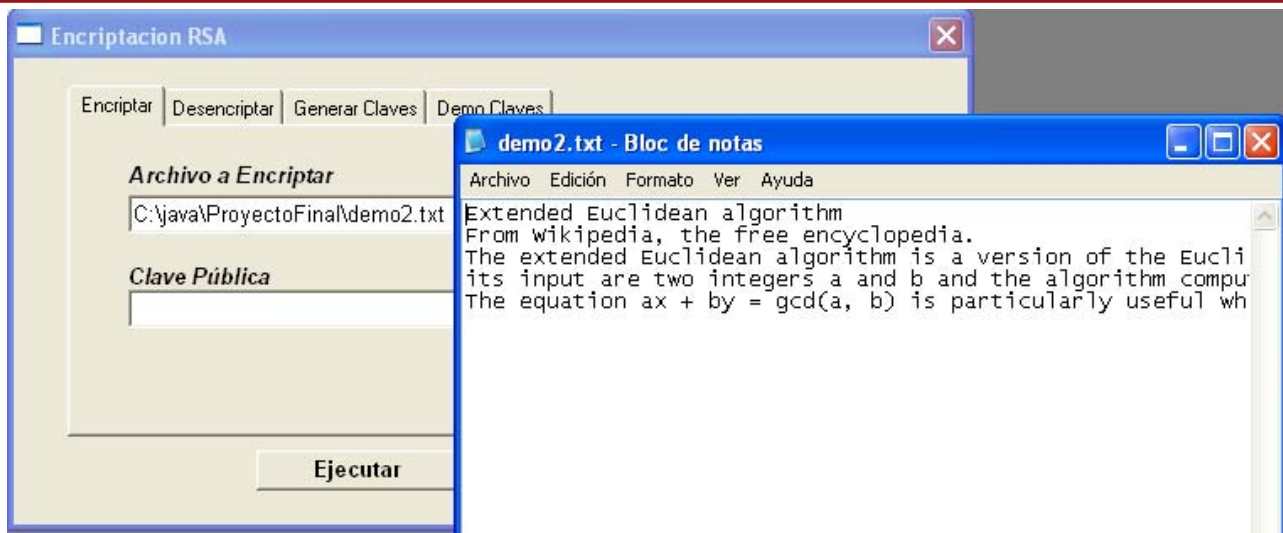 Encriptacion RSA
Encriptar Desencriptar Generar Claves Demo Claves
Archivo a Encriptar
C:\java\ProyectoFinal\demo2.txt
Clave Pública
Ejecutar
demo2.txt - Bloc de notas
Archivo Edición Formato Ver Ayuda
Extended Euclidean algorithm
From Wikipedia, the free encyclopedia.
The extended Euclidean algorithm is a version of the Eucli
its input are two integers a and b and the algorithm compu
The equation ax + by = gcd(a, b) is particularly useful wh